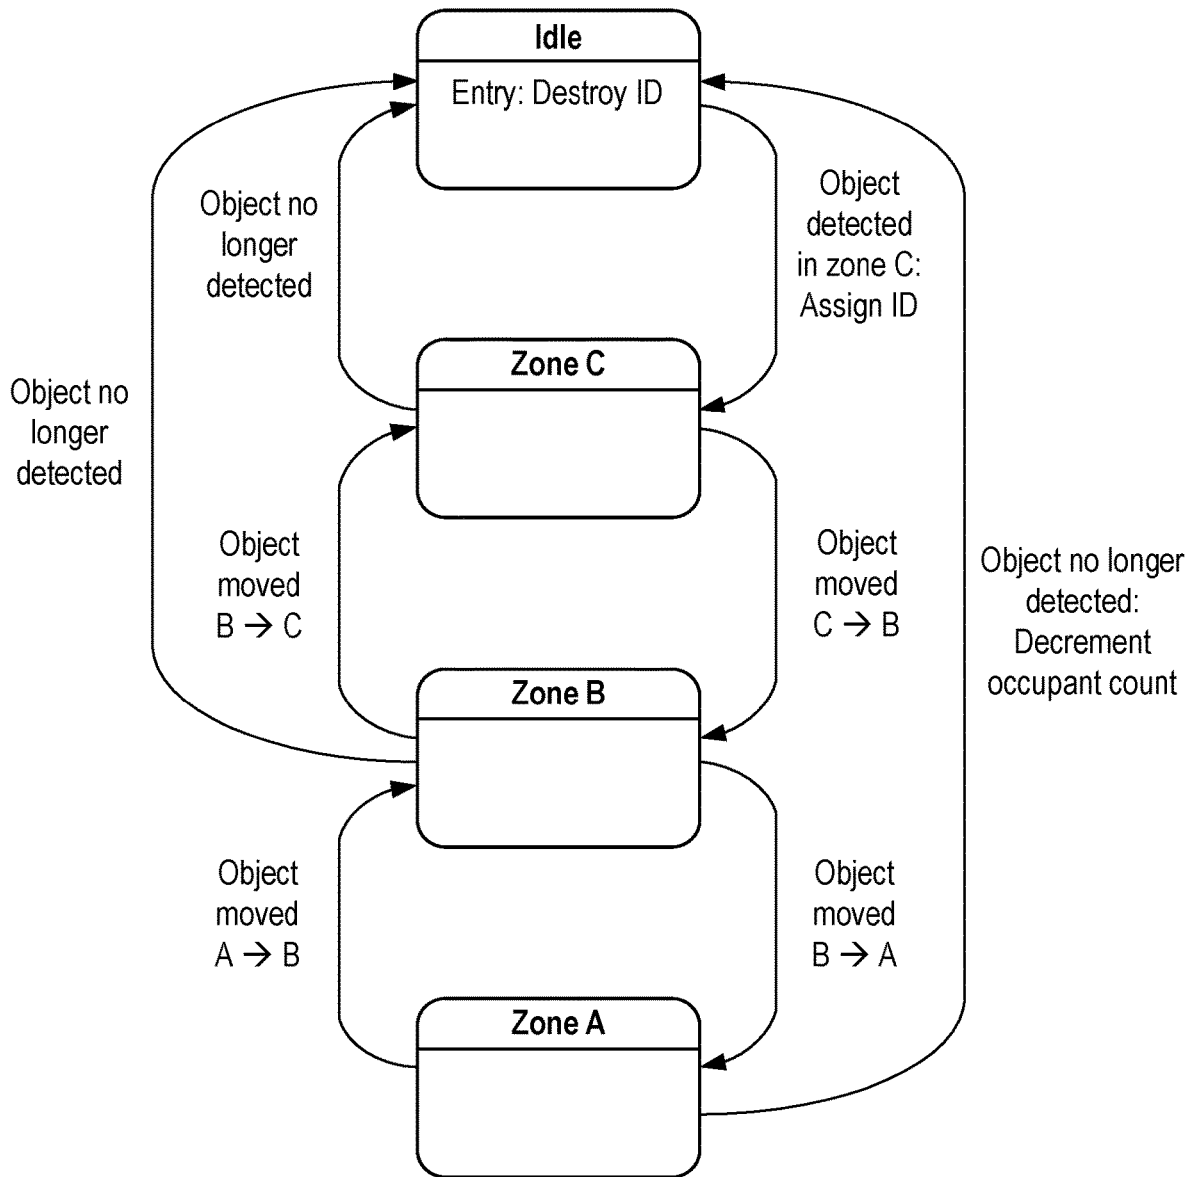 Idle
Entry: Destroy ID
Object no
longer
detected
Object
detected
in zone C:
Assign ID
Zone C
Object no
longer
detected
Object
moved
B → C
Object
moved
C → B
Object no longer
detected:
Decrement
occupant count
Zone B
Object
moved
A → B
Object
moved
B → A
Zone A